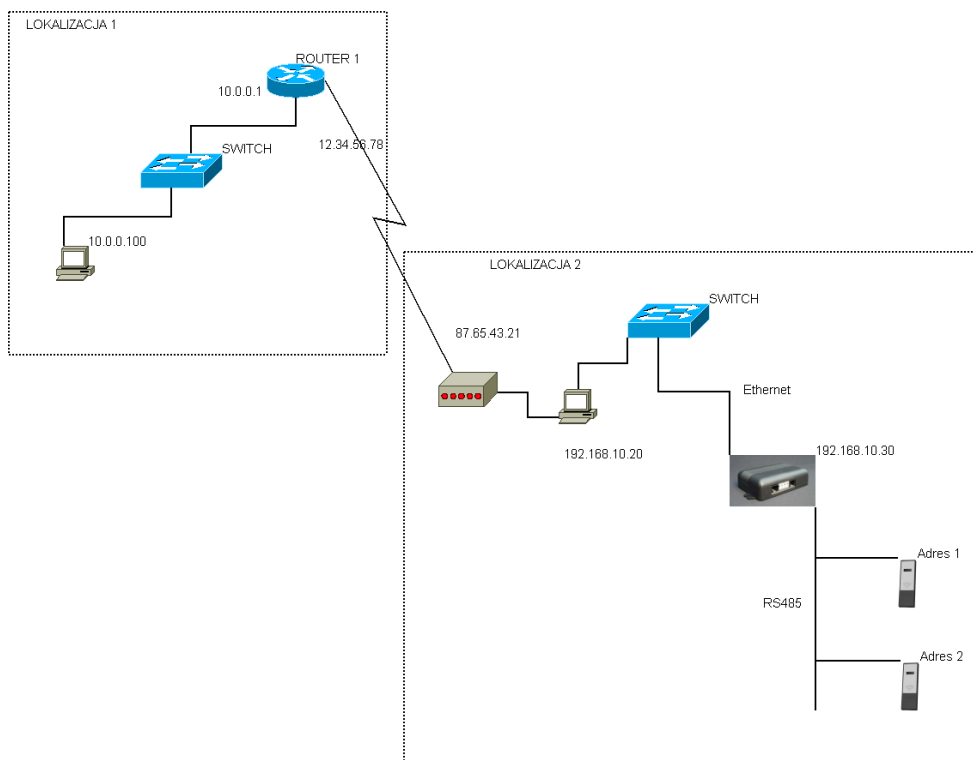 LOKALIZACJA 1
ROUTER 1
10.0.0.1
12.34.56.78
SWITCH
10.0.0.100
LOKALIZACJA 2
SWITCH
87.65.43.21
Ethernet
192.168.10.20
192.168.10.30
Adres 1
RS485
Adres 2